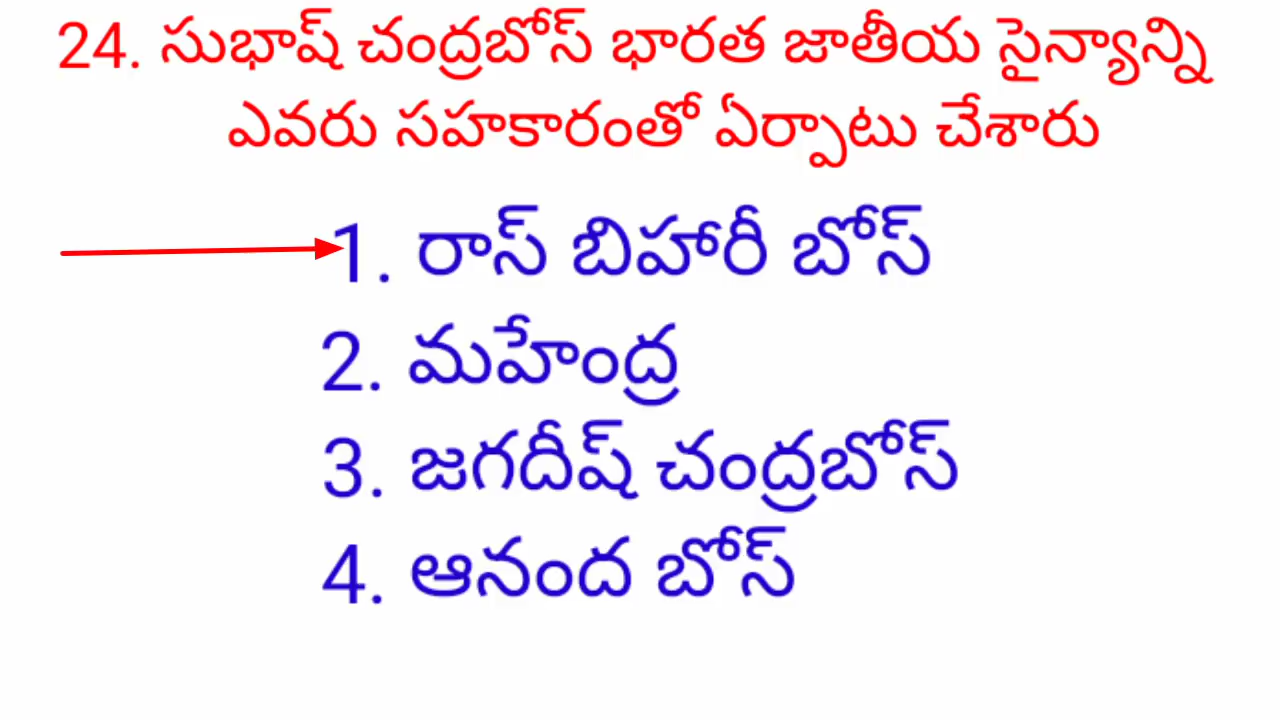 24. సుభాష్ చంద్రబోస్ భారత జాతీయ సైన్యాన్ని
ఎవరు సహకారంతో ఏర్పాటు చేశారు
1. రాస్ బిహారీ బోస్
2. మహేంద్ర
3. జగదీష్ చంద్రబోస్
4. ఆనంద బోస్